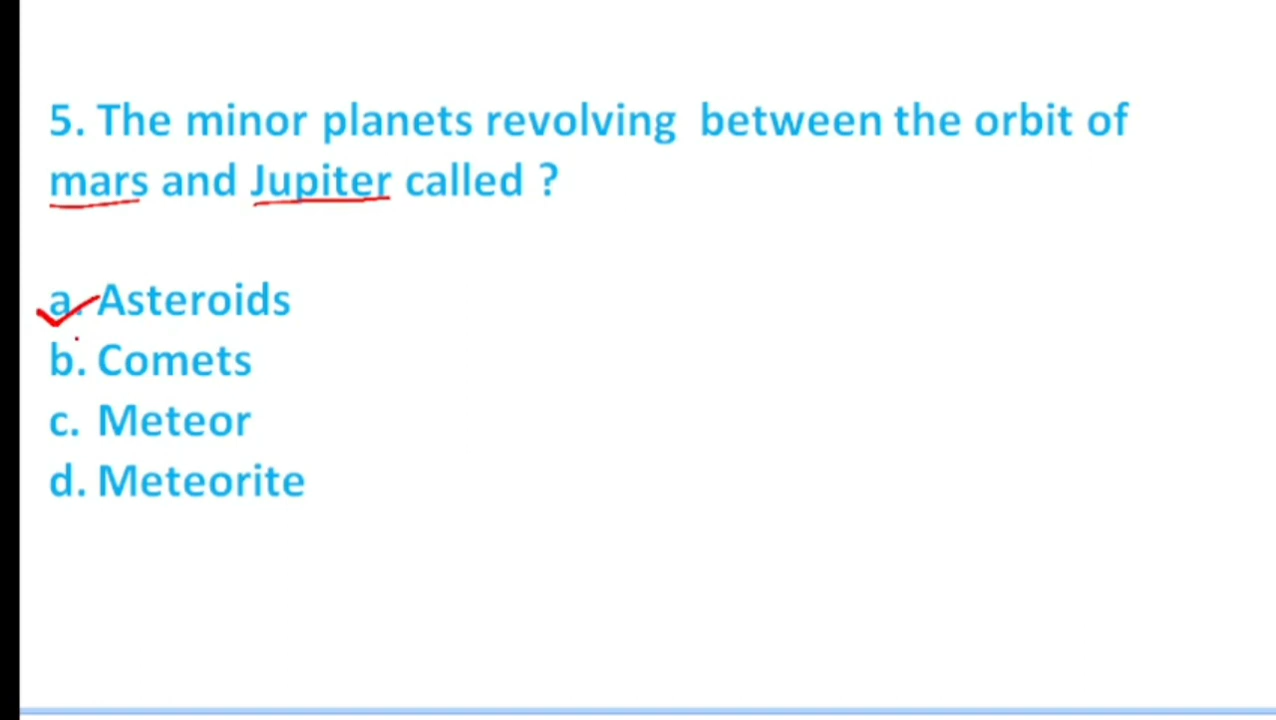 5. The minor planets revolving between the orbit of
mars and Jupiter called ?
a. Asteroids
b. Comets
c. Meteor
d. Meteorite